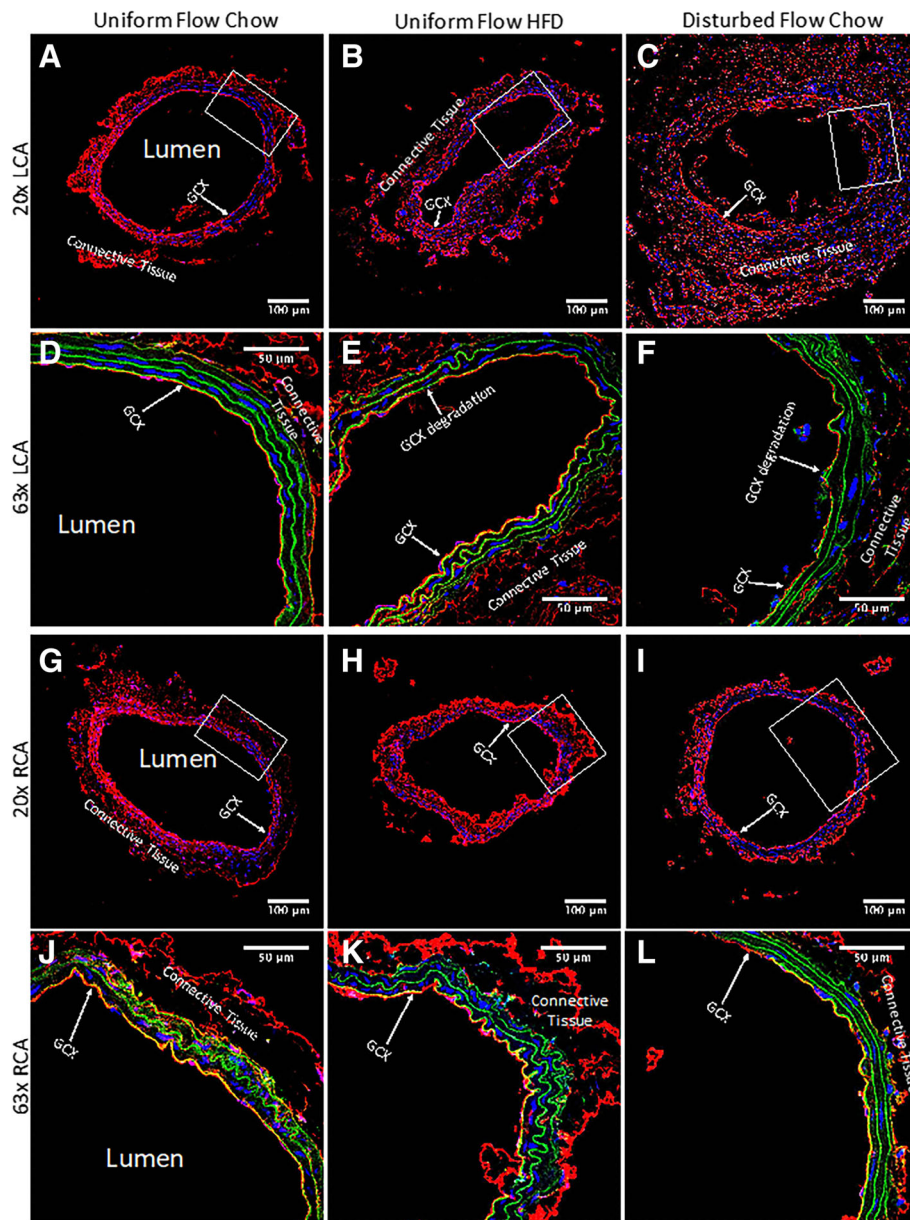 Uniform Flow Chow
Uniform Flow HFD
Disturbed Flow Chow
20x LCA
A
Lumen
GCX
Connective Tissue
100 µm
B
Connective Tissue
GCX
100 µm
C
GCX
Connective Tissue
100 µm
63x LCA
D
50 µm
GCX
Connective
Tissue
Lumen
E
GCX degradation
GCX
Connective Tissue
50 µm
F
GCX degradation
GCX
Connective
Tissue
50 µm
20x RCA
G
Lumen
GCX
Connective Tissue
100 µm
H
GCX
100 µm
I
GCX
100 µm
63x RCA
J
50 µm
GCX
Connective Tissue
Lumen
K
50 µm
GCX
Connective
Tissue
L
50 µm
GCX
Connective Tissu